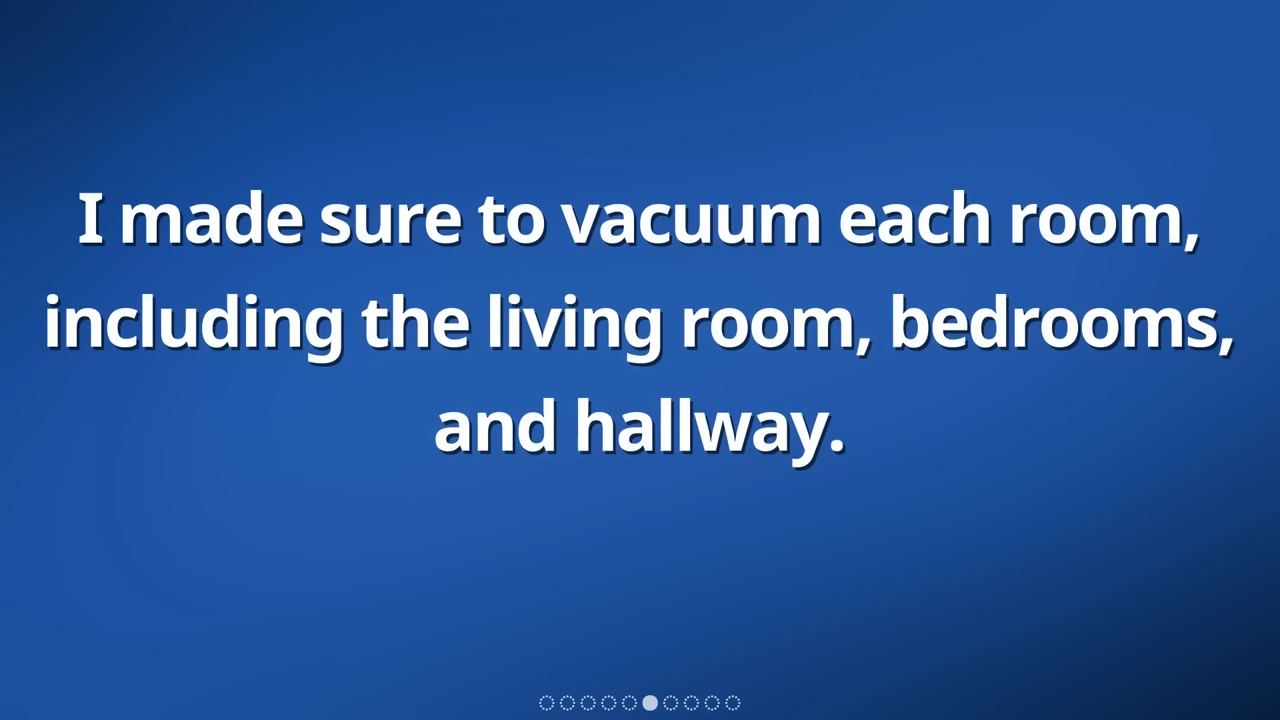 I made sure to vacuum each room,
including the living room, bedrooms,
and hallway.